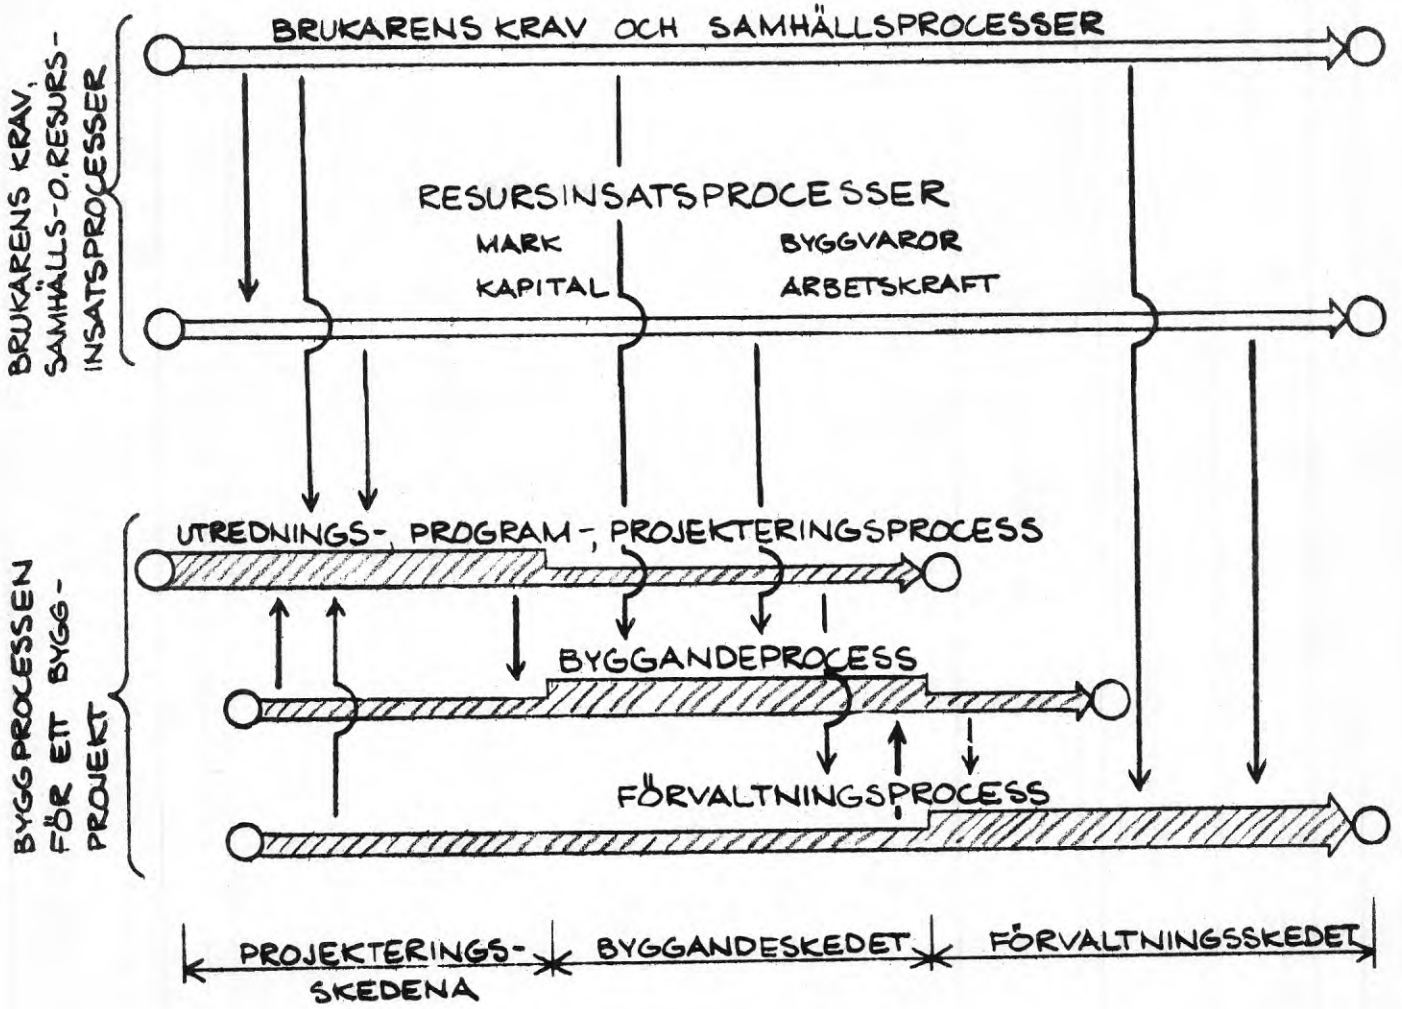 BRUKARENS KRAV OCH SAMHÄLLSPROCESSER
BRUKARENS KRAV,
SAMHÄLLS-O.RESURS-
INSATSPROCESSER
RESURSINSATSPROCESSER
MARK BYGGVAROR
KAPITAL ARBETSKRAFT
BYGGPROCESSEN
FÖR ETT BYGG-
PROJEKT
UTREDNINGS-, PROGRAM-, PROJEKTERINGSPROCESS
BYGGANDEPROCESS
FÖRVALTNINGSPROCESS
PROJEKTERINGS-
SKEDENA
BYGGANDESKEDET
FÖRVALTNINGSSKEDET